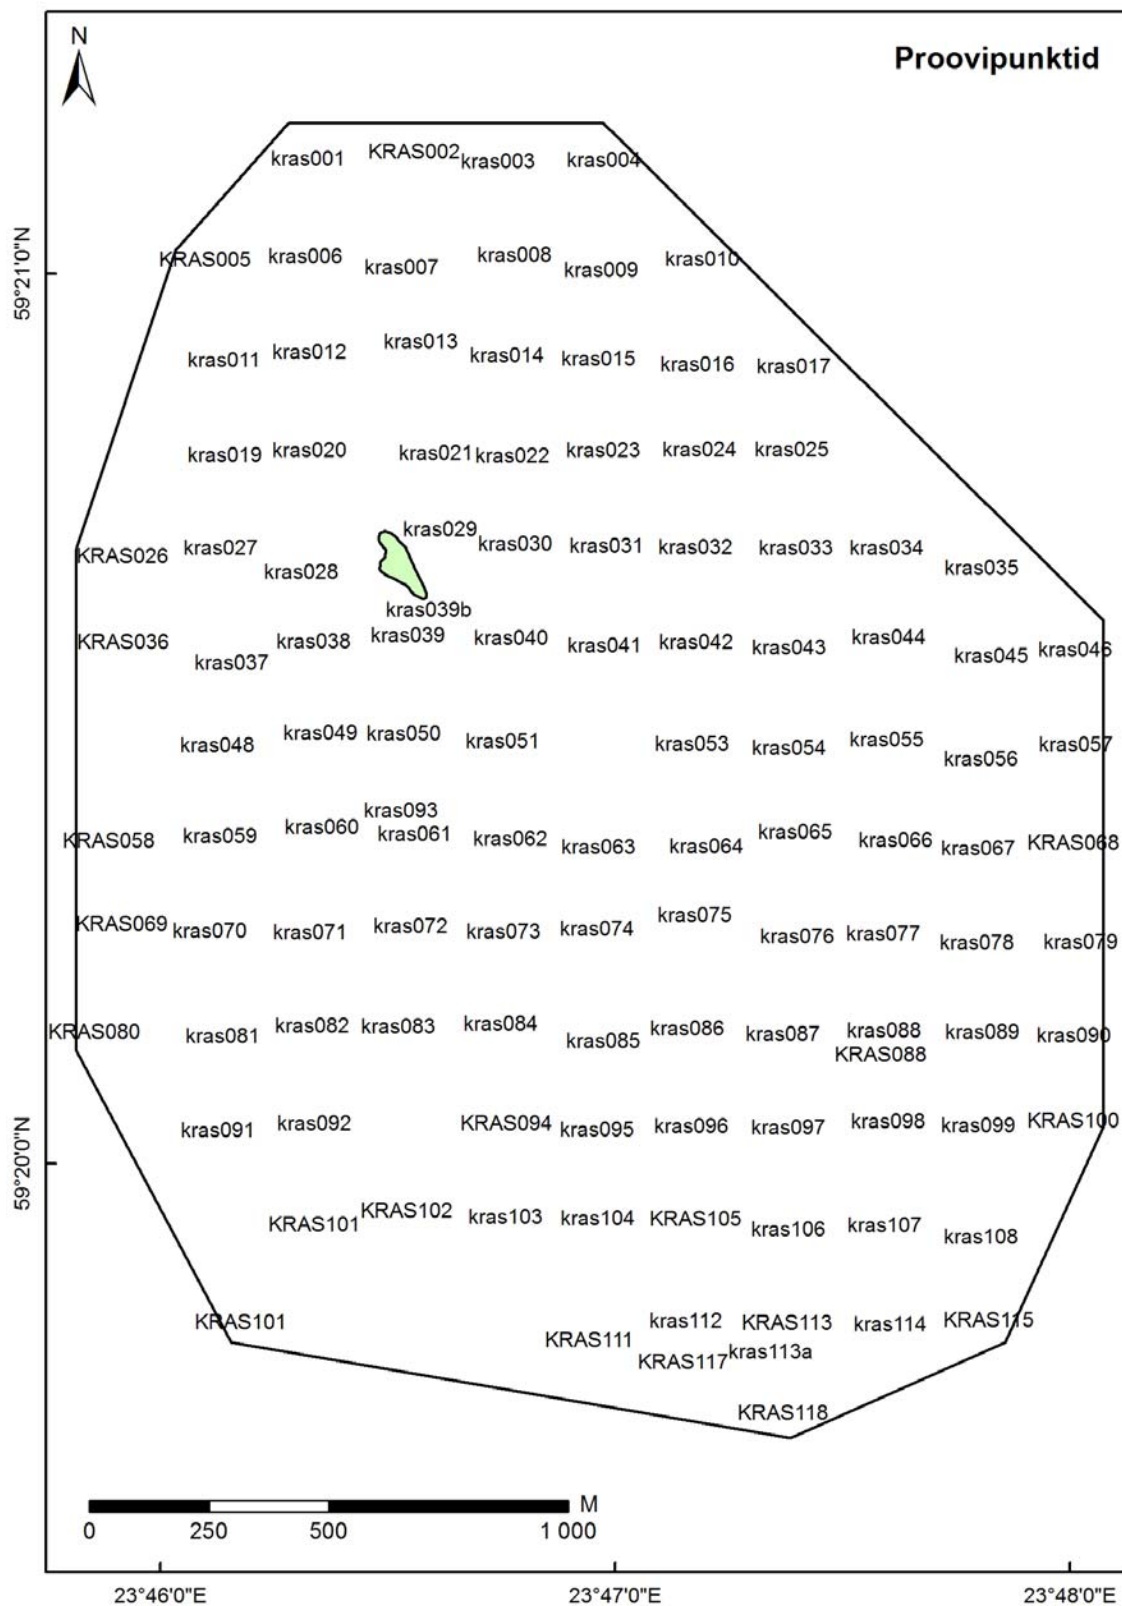 N
Proovipunktid
kras001 KRAS002 kras003 kras004
59°21'0"N
KRAS005 kras006 kras007 kras008 kras009 kras010
kras011 kras012 kras013 kras014 kras015 kras016 kras017
kras019 kras020 kras021 kras022 kras023 kras024 kras025
KRAS026 kras027 kras028 kras029 kras030 kras031 kras032 kras033 kras034 kras035
kras039b
KRAS036 kras037 kras038 kras039 kras040 kras041 kras042 kras043 kras044 kras045 kras046
kras048 kras049 kras050 kras051 kras053 kras054 kras055 kras056 kras057
kras093
KRAS058 kras059 kras060 kras061 kras062 kras063 kras064 kras065 kras066 kras067 KRAS068
KRAS069 kras070 kras071 kras072 kras073 kras074 kras075 kras076 kras077 kras078 kras079
KRAS080 kras081 kras082 kras083 kras084 kras085 kras086 kras087 kras088 kras089 kras090
KRAS088
kras091 kras092 KRAS094 kras095 kras096 kras097 kras098 kras099 KRAS100
59°20'0"N
KRAS101 KRAS102 kras103 kras104 KRAS105 kras106 kras107 kras108
KRAS101 KRAS111 kras112 KRAS113 kras114 KRAS115
KRAS117 kras113a
KRAS118
M
0 250 500 1 000
23°46'0"E 23°47'0"E 23°48'0"E